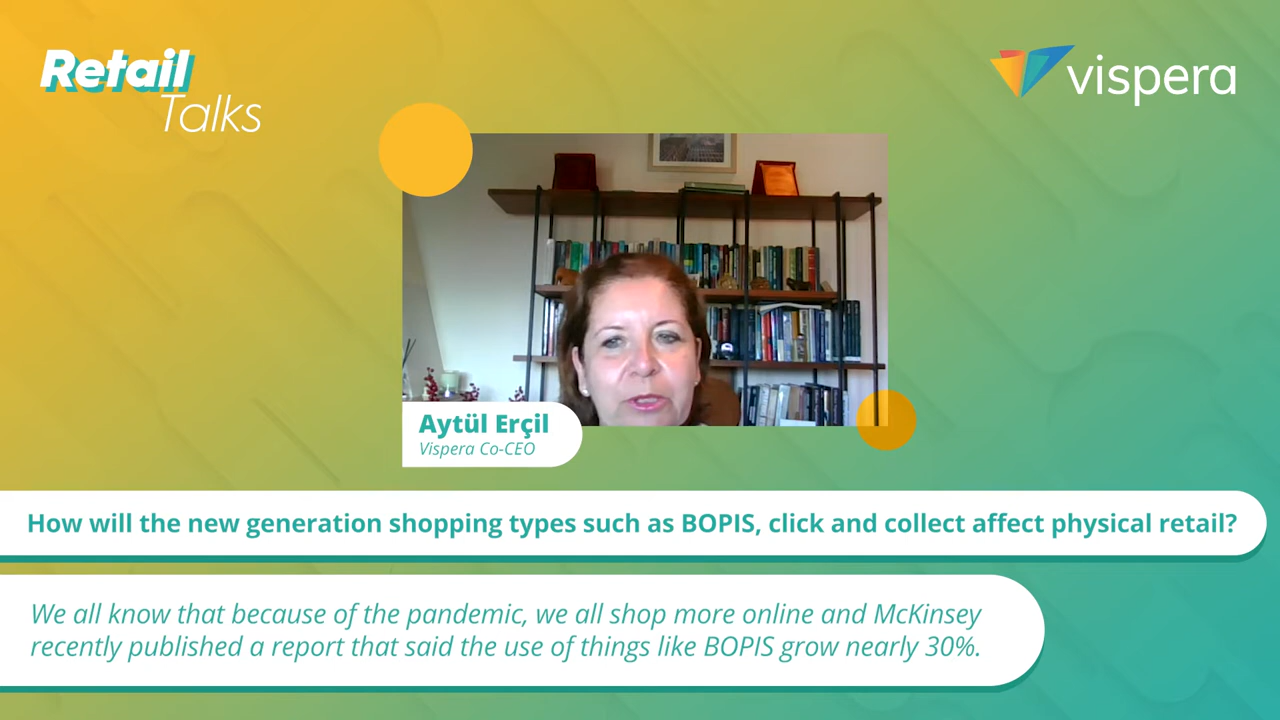 Retail
Talks
vispera
Aytül Erçil
Vispera Co-CEO
How will the new generation shopping types such as BOPIS, click and collect affect physical retail?
We all know that because of the pandemic, we all shop more online and McKinsey
recently published a report that said the use of things like BOPIS grow nearly 30%.